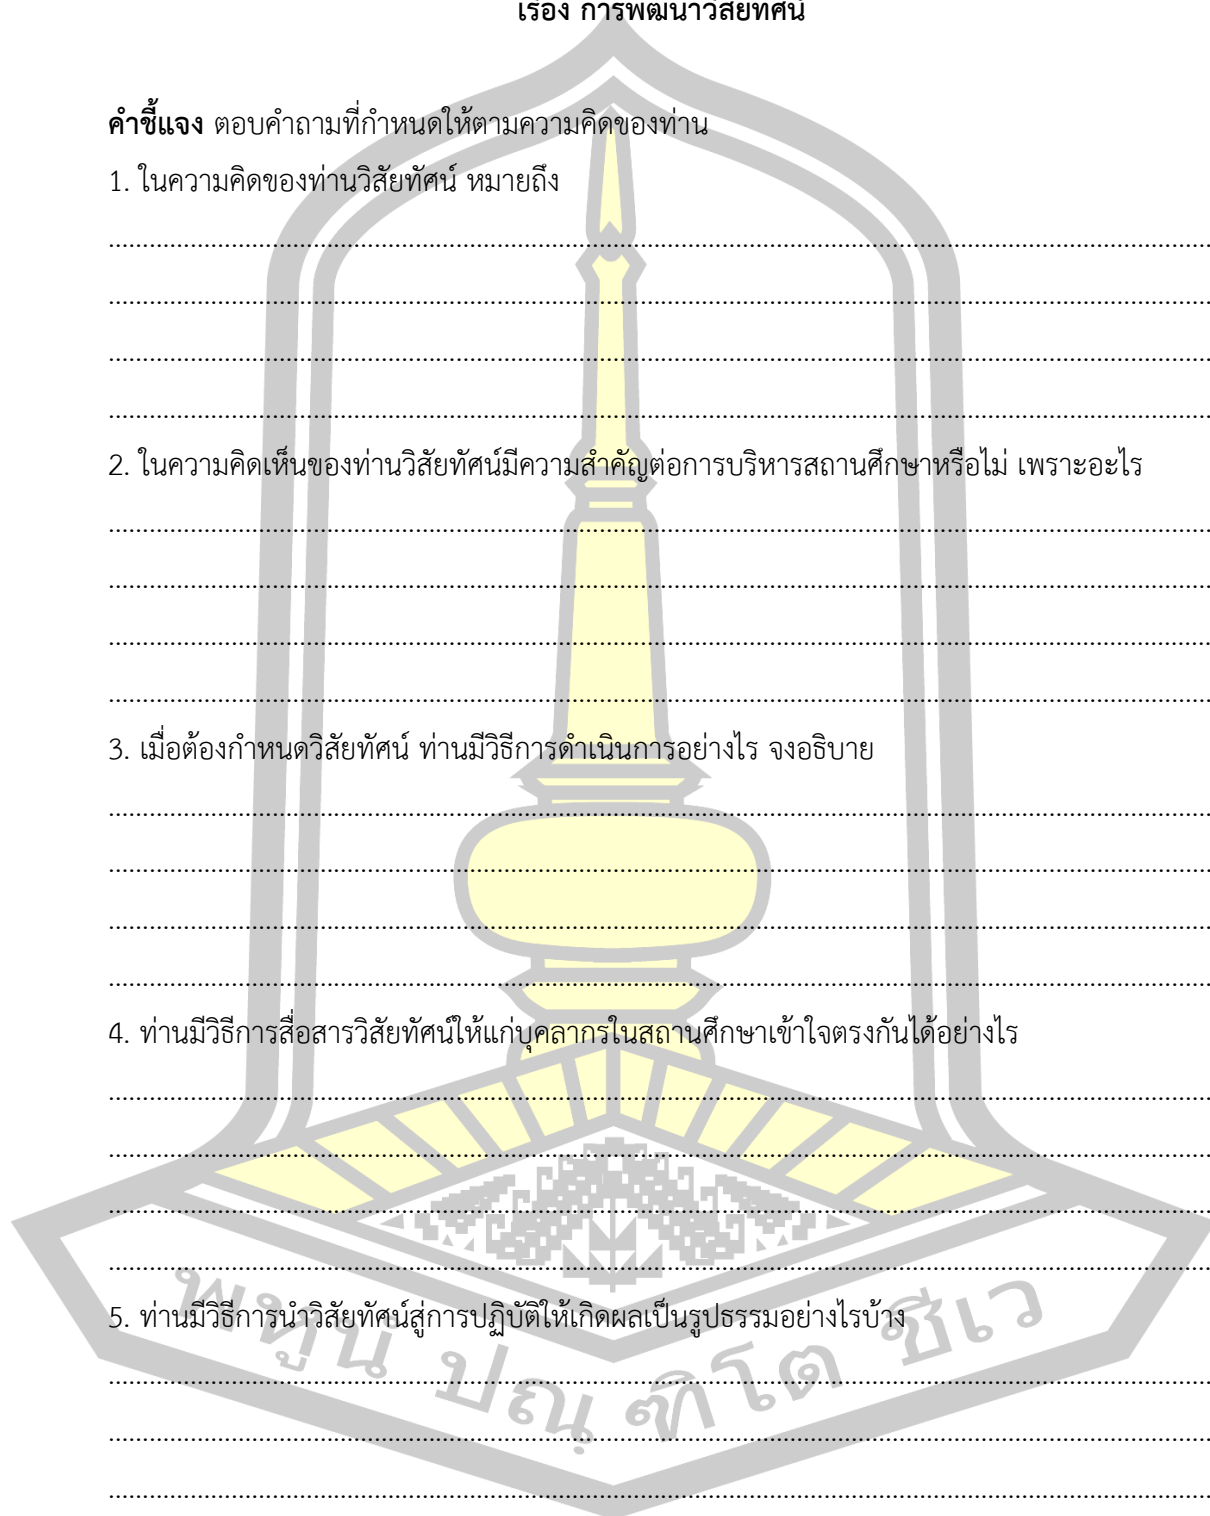 เรื่อง การพัฒนาวิสัยทัศน์
คำชี้แจง ตอบคำถามที่กำหนดให้ตามความคิดของท่าน
1. ในความคิดของท่านวิสัยทัศน์ หมายถึง
2. ในความคิดเห็นของท่านวิสัยทัศน์มีความสำคัญต่อการบริหารสถานศึกษาหรือไม่ เพราะอะไร
3. เมื่อต้องกำหนดวิสัยทัศน์ ท่านมีวิธีการดำเนินการอย่างไร จงอธิบาย
4. ท่านมีวิธีการสื่อสารวิสัยทัศน์ให้แก่บุคลากรในสถานศึกษาเข้าใจตรงกันได้อย่างไร
5. ท่านมีวิธีการนำวิสัยทัศน์สู่การปฏิบัติให้เกิดผลเป็นรูปธรรมอย่างไรบ้าง
พหูนํ ปณฺฑิโต ชีเว